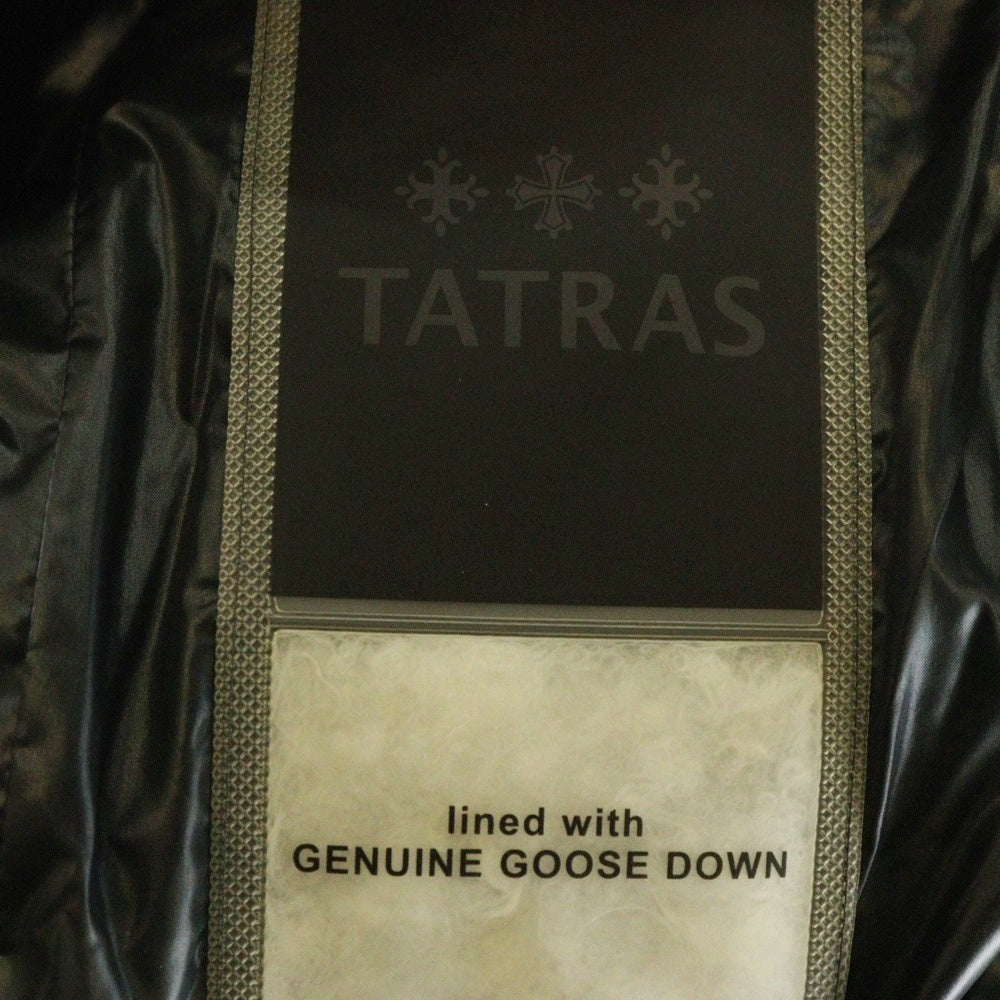 TATRAS
lined with
GENUINE GOOSE DOWN